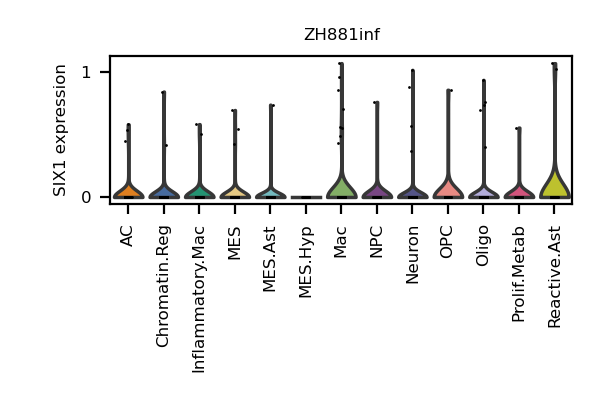 ZH881inf
SIX1 expression
1
0
AC
Chromatin.Reg
Inflammatory.Mac
MES
MES.Ast
MES.Hyp
Mac
NPC
Neuron
OPC
Oligo
Prolif.Metab
Reactive.Ast